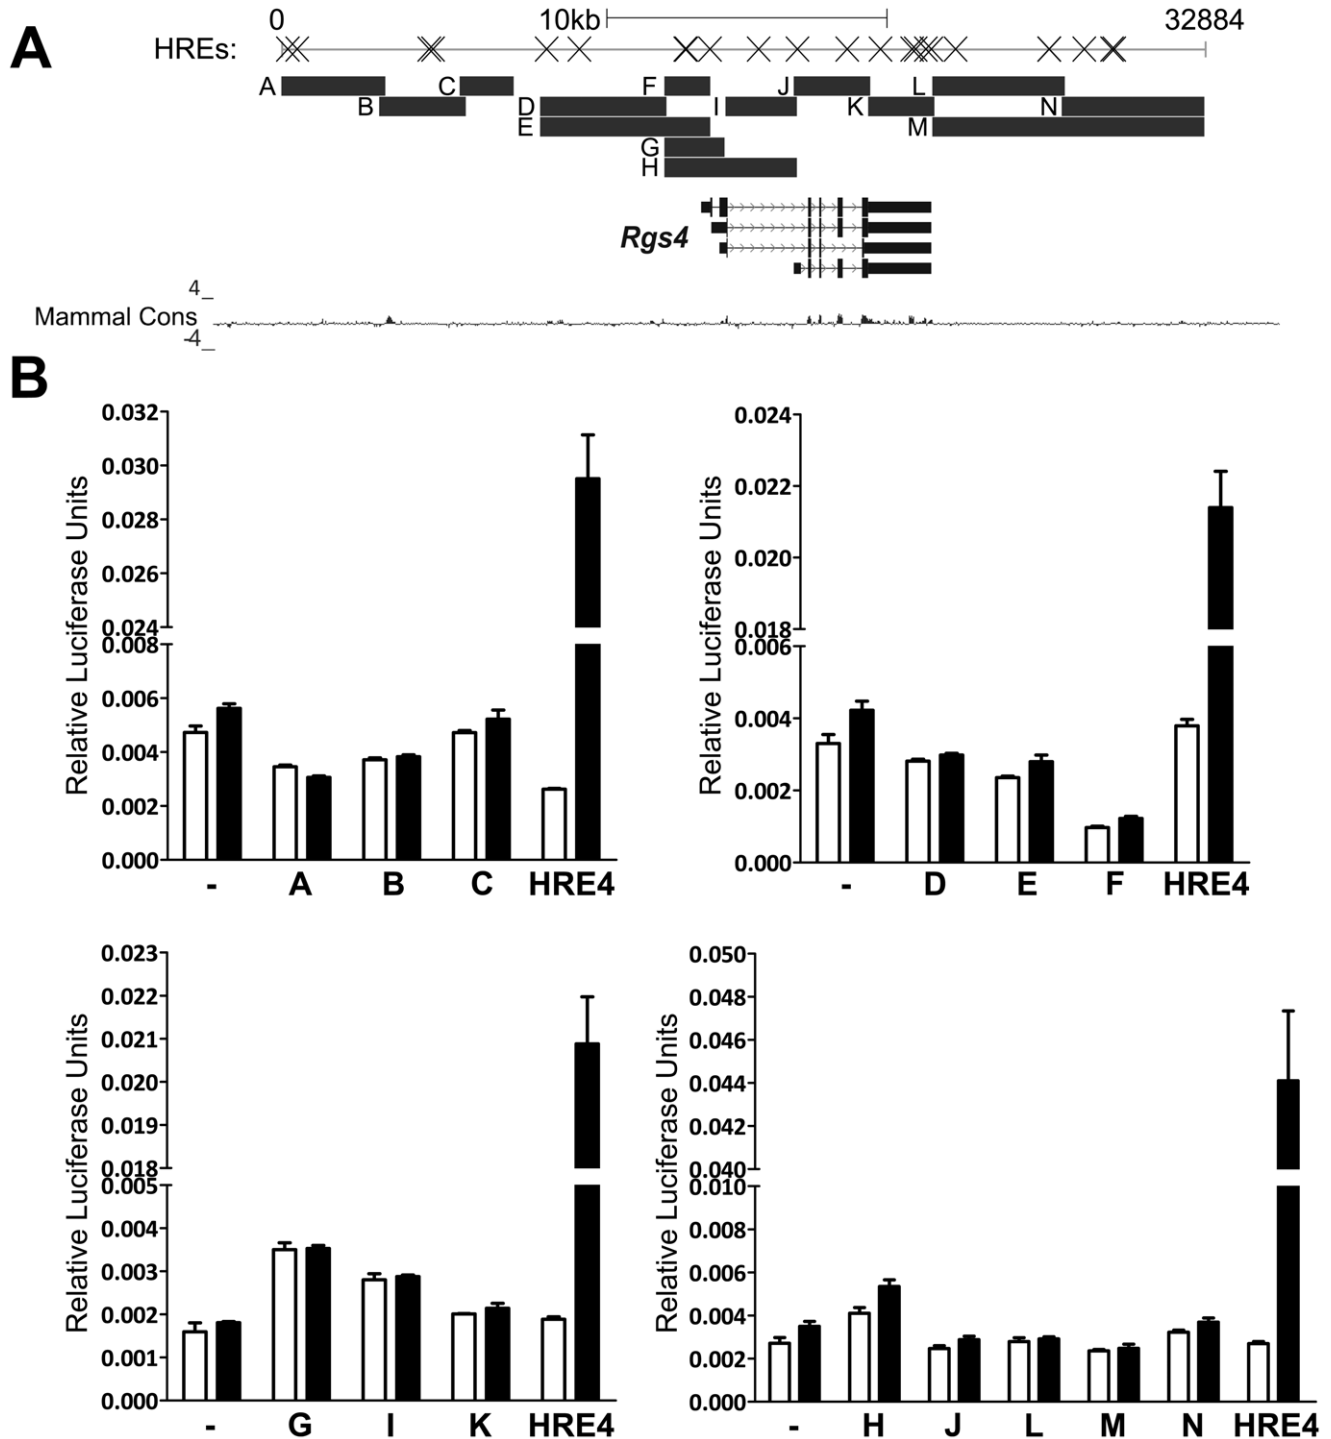 A
0 10kb 32884
HREs:
A C F J L
B D I K N
E M
G
H
Rgs4
4_
Mammal Cons
-4_
B
Relative Luciferase Units
0.032
0.030
0.028
0.026
0.024
0.008
0.006
0.004
0.002
0.000
- A B C HRE4
Relative Luciferase Units
0.024
0.022
0.020
0.018
0.006
0.004
0.002
0.000
- D E F HRE4
Relative Luciferase Units
0.023
0.022
0.021
0.020
0.019
0.018
0.005
0.004
0.003
0.002
0.001
0.000
- G I K HRE4
Relative Luciferase Units
0.050
0.048
0.046
0.044
0.042
0.040
0.010
0.008
0.006
0.004
0.002
0.000
- H J L M N HRE4